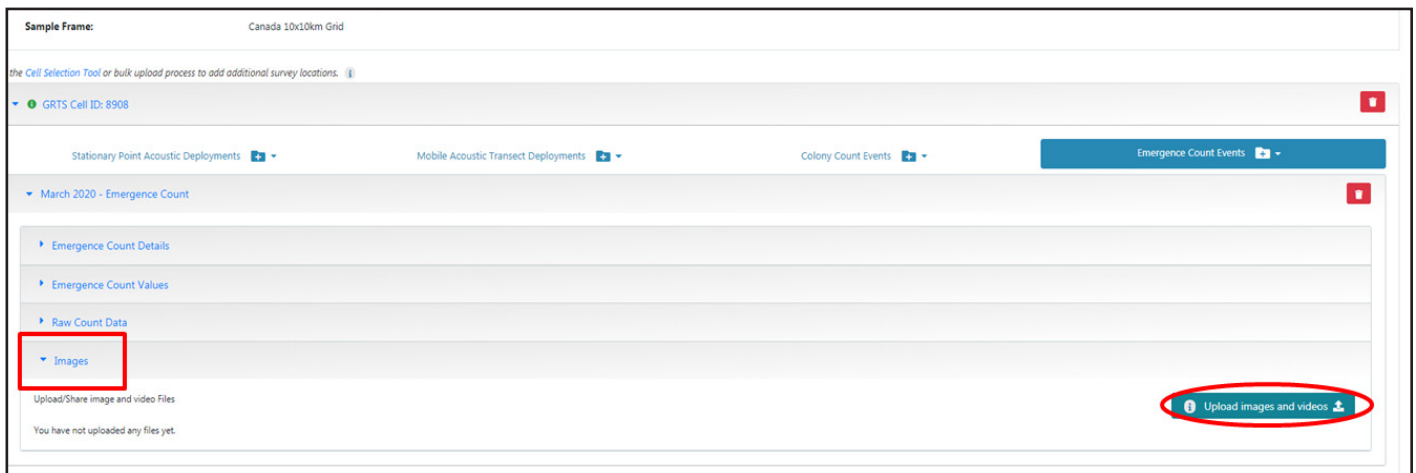 Sample Frame: Canada 10x10km Grid
the Cell Selection Tool or bulk upload process to add additional survey locations.
GRTS Cell ID: 8908
Stationary Point Acoustic Deployments Mobile Acoustic Transect Deployments Colony Count Events Emergence Count Events
March 2020 - Emergence Count
Emergence Count Details
Emergence Count Values
Raw Count Data
Images
Upload/Share image and video Files
Upload images and videos
You have not uploaded any files yet.